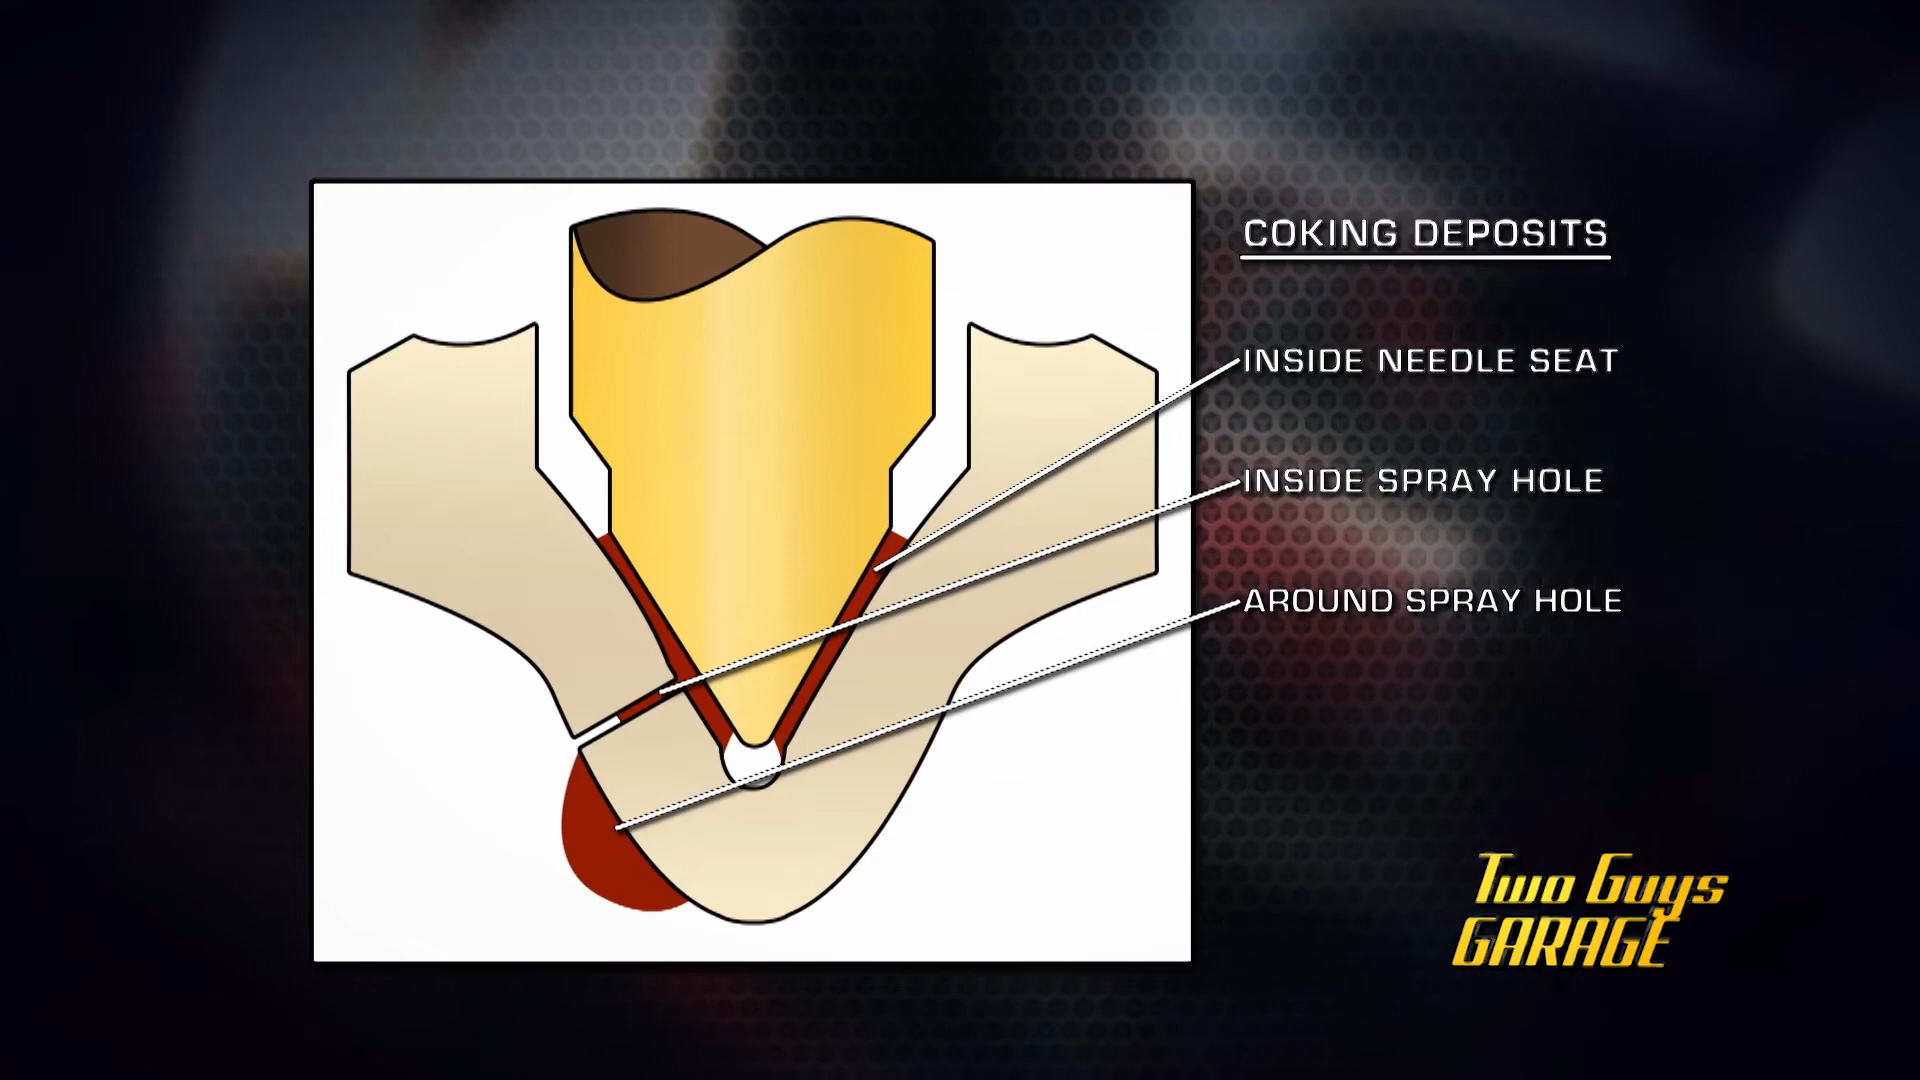 COKING DEPOSITS
INSIDE NEEDLE SEAT
INSIDE SPRAY HOLE
AROUND SPRAY HOLE
Two Guys
GARAGE